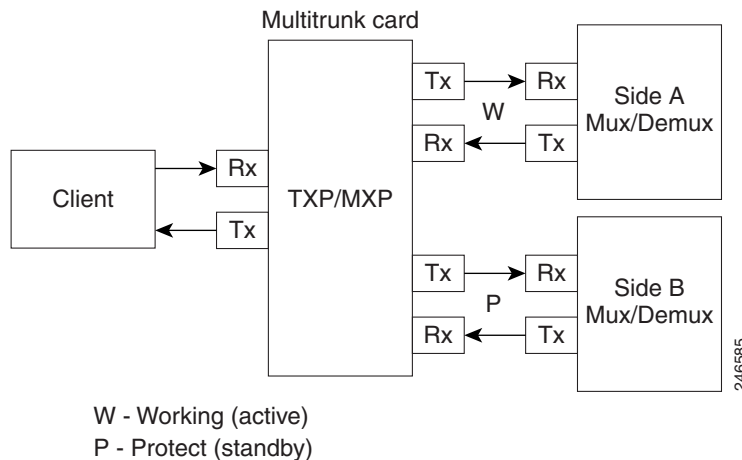 Multitrunk card
Tx
Rx
Side A
Mux/Demux
W
Rx
Tx
Client
Rx
TXP/MXP
Tx
Tx
Rx
Side B
Mux/Demux
P
Rx
Tx
246585
W - Working (active)
P - Protect (standby)